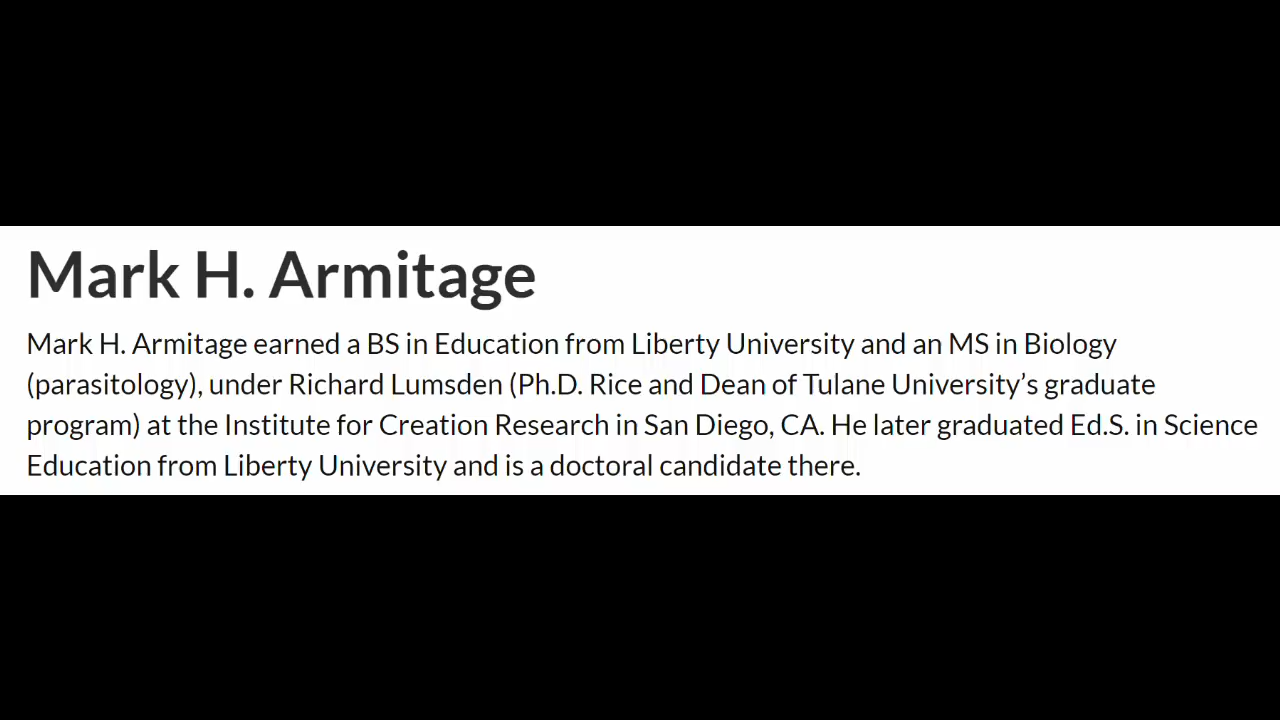 Mark H. Armitage
Mark H. Armitage earned a BS in Education from Liberty University and an MS in Biology
(parasitology), under Richard Lumsden (Ph.D. Rice and Dean of Tulane University’s graduate
program) at the Institute for Creation Research in San Diego, CA. He later graduated Ed.S. in Science
Education from Liberty University and is a doctoral candidate there.